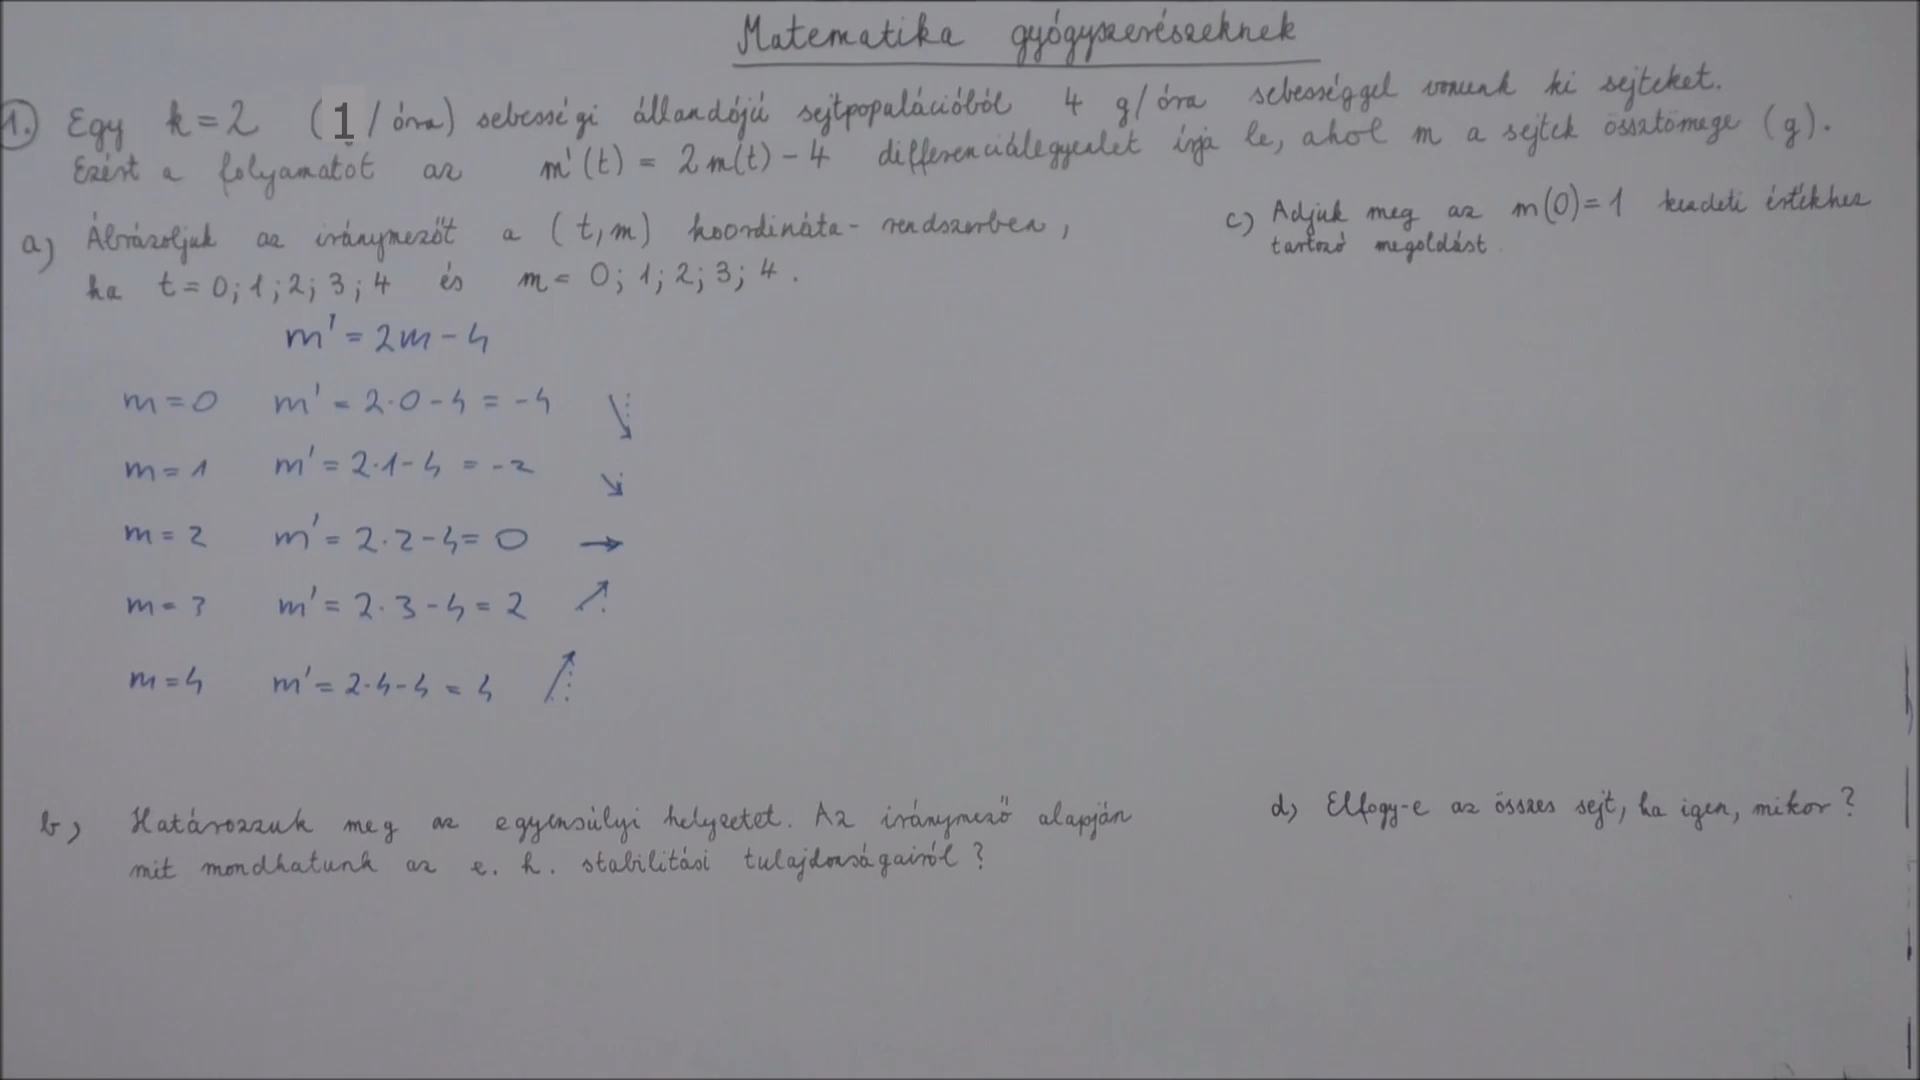 Matematika gyógyszerészeknek
1.) Egy k=2 (1/óra) sebességi állandójú sejtpopulációból 4 g/óra sebességgel vonunk ki sejteket.
Ezért a folyamatot az m'(t) = 2m(t) - 4 differenciálegyenlet írja le, ahol m a sejtek össztömege (g).
a) Ábrázoljuk az iránymezőt a (t,m) koordináta-rendszerben,
ha t = 0; 1; 2; 3; 4 és m = 0; 1; 2; 3; 4.
m' = 2m - 4
m = 0 m' = 2·0 - 4 = -4
m = 1 m' = 2·1 - 4 = -2
m = 2 m' = 2·2 - 4 = 0 →
m = 3 m' = 2·3 - 4 = 2
m = 4 m' = 2·4 - 4 = 4
b) Határozzuk meg az egyensúlyi helyzetet. Az iránymező alapján
mit mondhatunk az e. h. stabilitási tulajdonságairól?
c) Adjuk meg az m(0) = 1 kezdeti értékhez
tartozó megoldást.
d) Elfogy-e az összes sejt, ha igen, mikor?